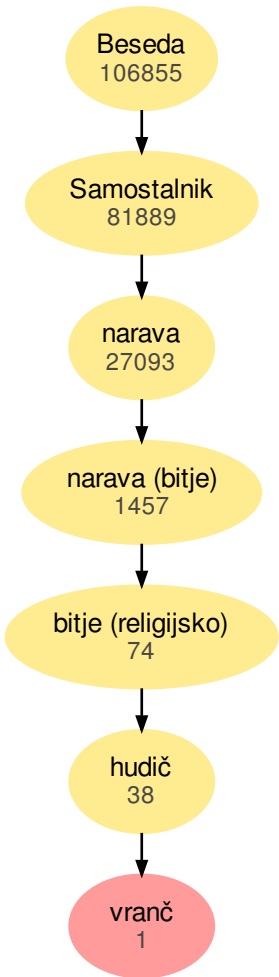 Beseda
106855
Samostalnik
81889
narava
27093
narava (bitje)
1457
bitje (religijsko)
74
hudič
38
vranč
1